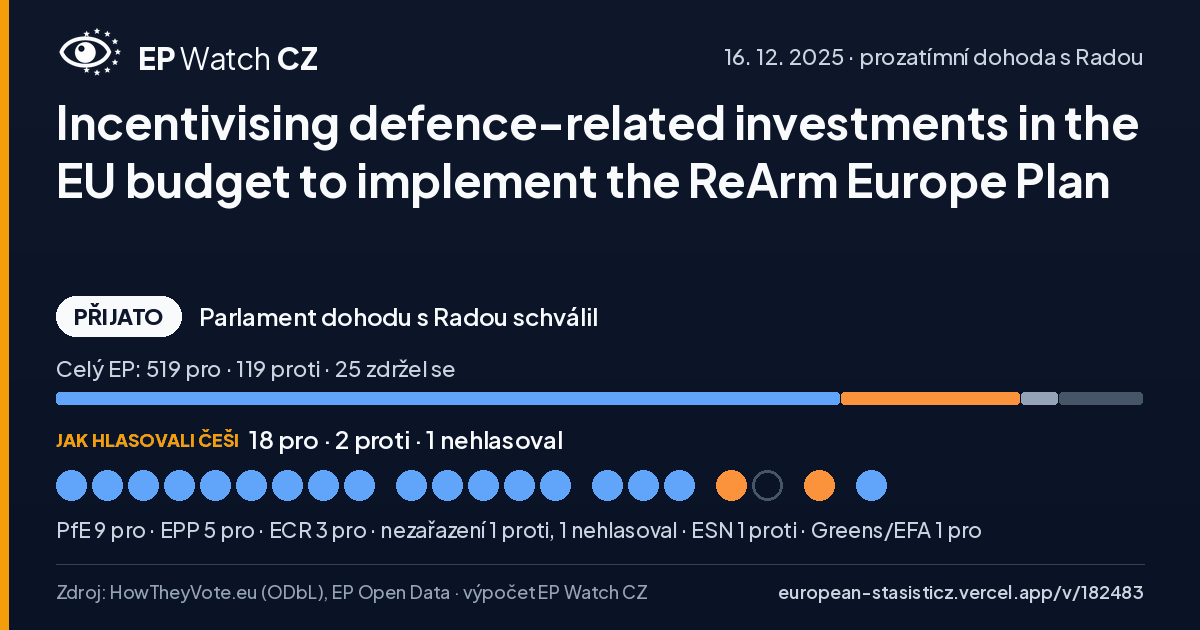 EP Watch CZ
16. 12. 2025 · prozatímní dohoda s Radou
Incentivising defence-related investments in the
EU budget to implement the ReArm Europe Plan
PŘIJATO Parlament dohodu s Radou schválil
Celý EP: 519 pro · 119 proti · 25 zdržel se
JAK HLASOVALI ČEŠI 18 pro · 2 proti · 1 nehlasoval
PfE 9 pro · EPP 5 pro · ECR 3 pro · nezařazení 1 proti, 1 nehlasoval · ESN 1 proti · Greens/EFA 1 pro
Zdroj: HowTheyVote.eu (ODbL), EP Open Data · výpočet EP Watch CZ
european-stasisticz.vercel.app/v/182483